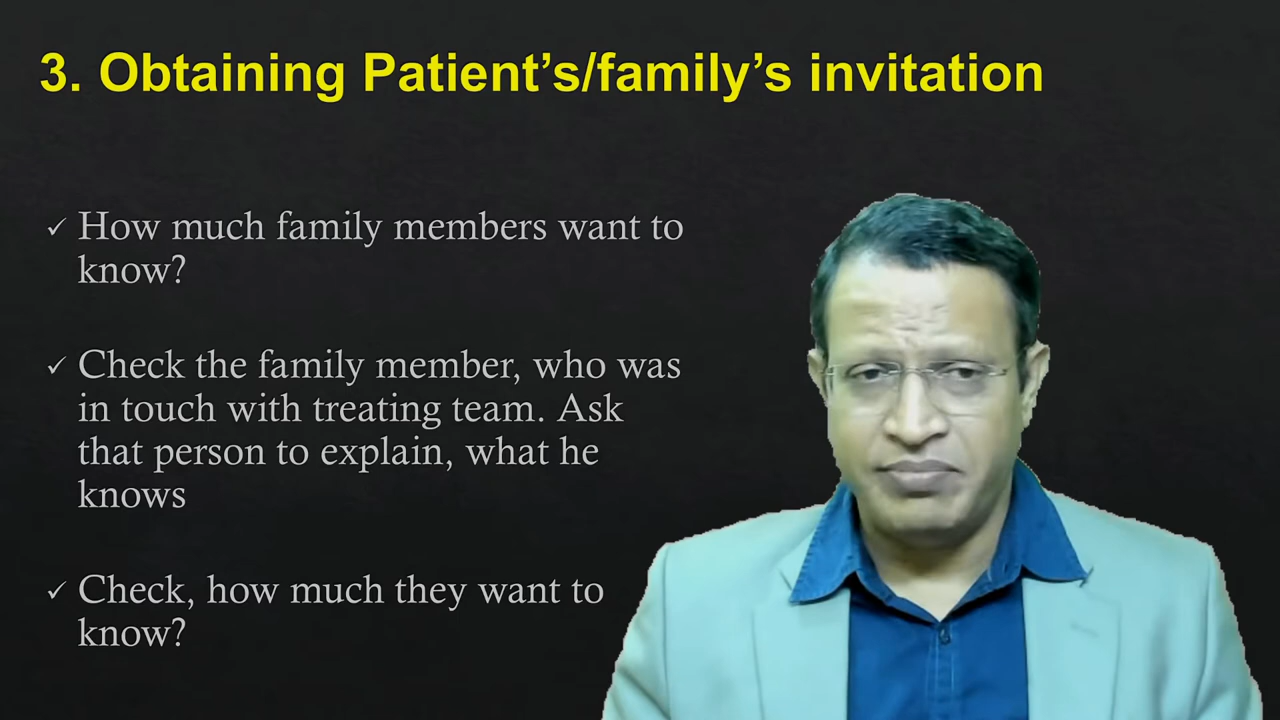 3. Obtaining Patient’s/family’s invitation
✓ How much family members want to
know?
✓ Check the family member, who was
in touch with treating team. Ask
that person to explain, what he
knows
✓ Check, how much they want to
know?